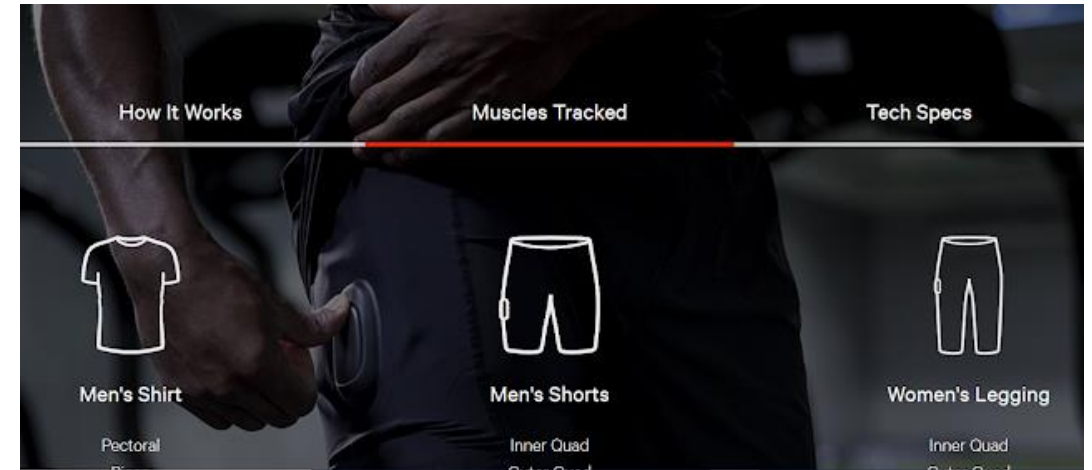 How It Works
Muscles Tracked
Tech Specs
Men's Shirt
Men's Shorts
Women's Legging
Pectoral
Inner Quad
Inner Quad